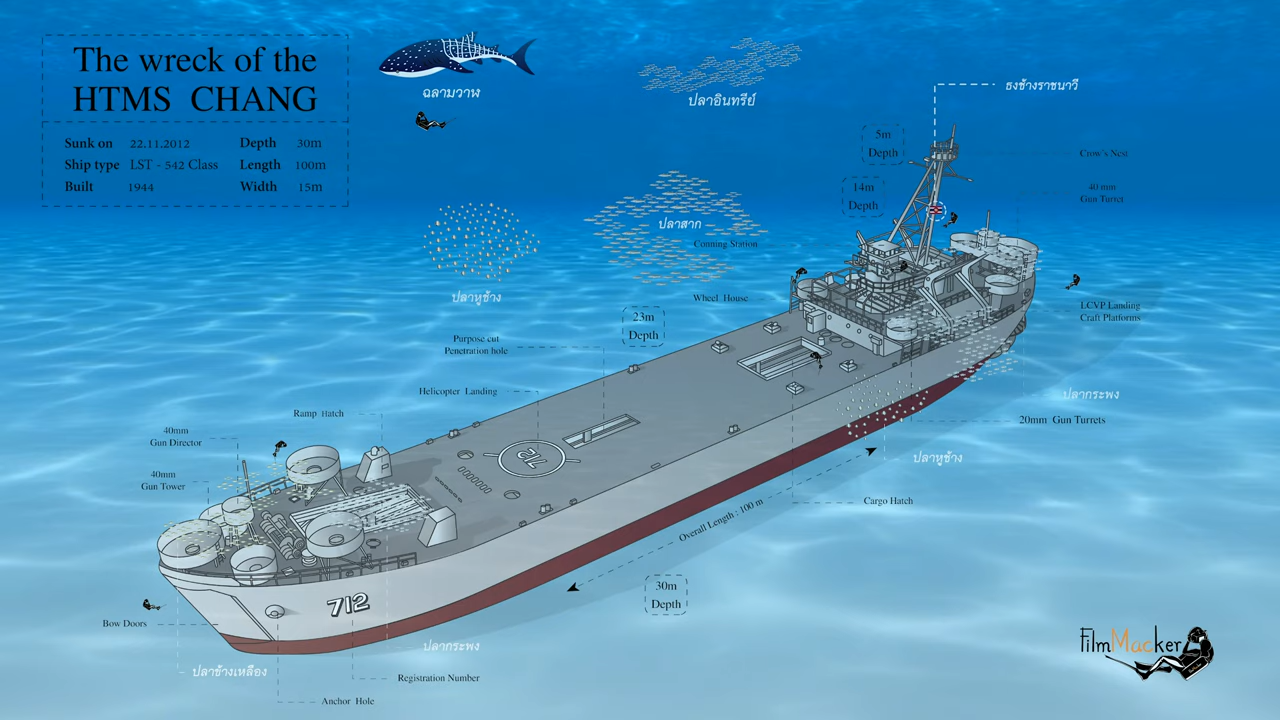 The wreck of the
HTMS CHANG
Sunk on 22.11.2012 Depth 30m
Ship type LST - 542 Class Length 100m
Built 1944 Width 15m
ฉลามวาฬ
ปลาอินทรีย์
ธงช้างราชนาวี
5m
Depth
Crow's Nest
14m
Depth
40 mm
Gun Turret
ปลาสาก
Conning Station
ปลาหูช้าง
Wheel House
LCVP Landing
Craft Platforms
23m
Depth
Purpose cut
Penetration hole
Helicopter Landing
ปลากระพง
Ramp Hatch
20mm Gun Turrets
40mm
Gun Director
ปลาหูช้าง
712
40mm
Gun Tower
Cargo Hatch
Overall Length : 100 m
30m
Depth
712
Bow Doors
ปลากระพง
FilmMacker
ปลาข้างเหลือง
Registration Number
Anchor Hole